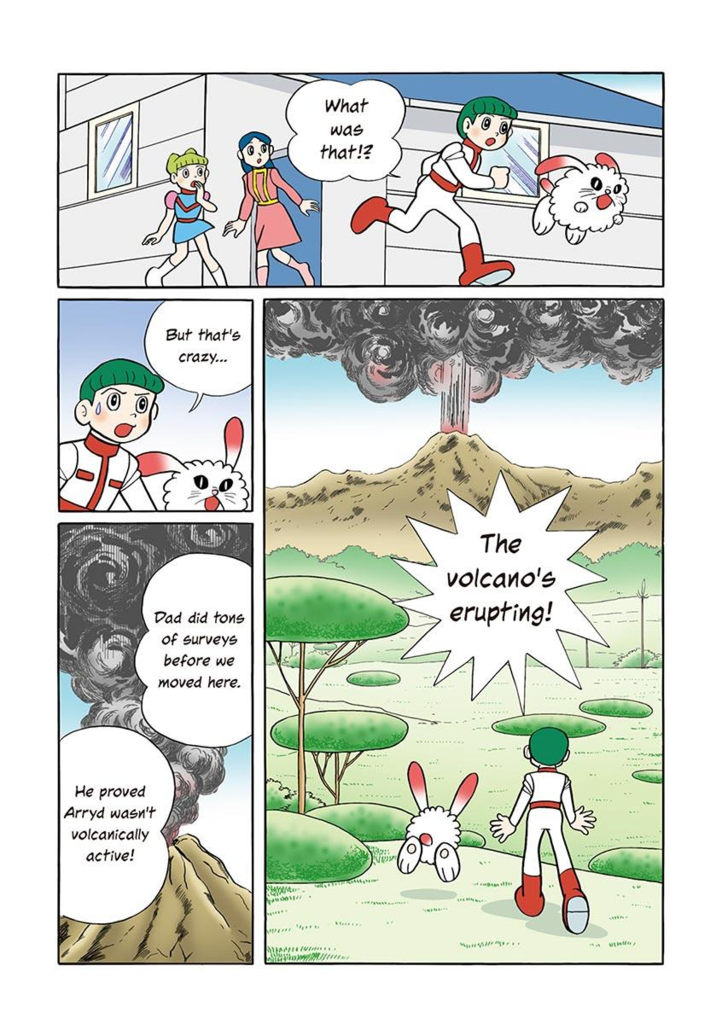 What
was
that!?
But that's
crazy...
The
volcano's
erupting!
Dad did tons
of surveys
before we
moved here.
He proved
Arryd wasn't
volcanically
active!